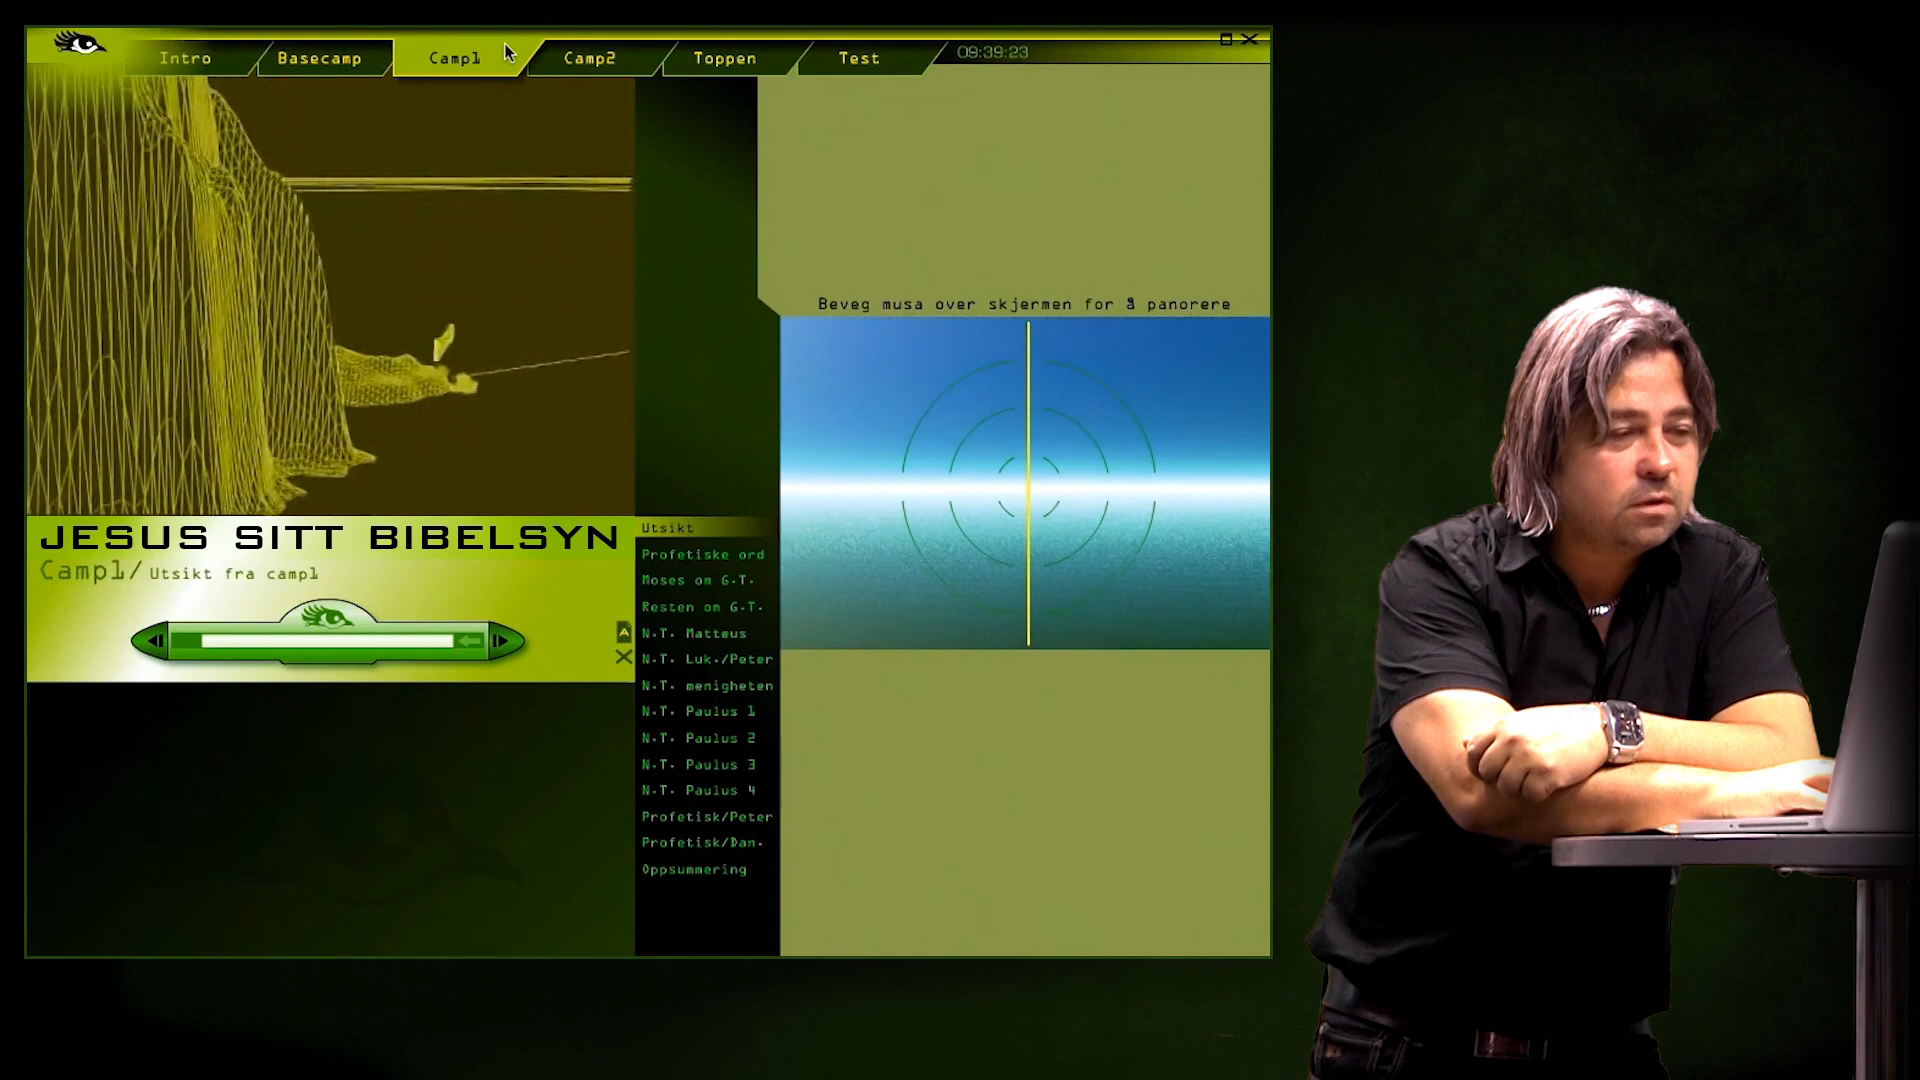 Intro
Basecamp
Camp1
Camp2
Toppen
Test
09:39:23
Beveg musa over skjermen for å panorere
JESUS SITT BIBELSYN
Camp1/Utsikt fra camp1
A
Utsikt
Profetiske ord
Moses om G.T.
Resten om G.T.
N.T. Matteus
N.T. Luk./Peter
N.T. menigheten
N.T. Paulus 1
N.T. Paulus 2
N.T. Paulus 3
N.T. Paulus 4
Profetisk/Peter
Profetisk/Dan.
Oppsummering